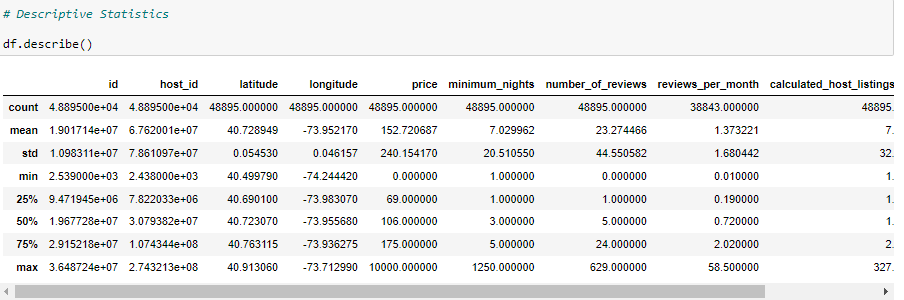 # Descriptive Statistics
df.describe()
id host_id latitude longitude price minimum_nights number_of_reviews reviews_per_month calculated_host_listings
count 4.889500e+04 4.889500e+04 48895.000000 48895.000000 48895.000000 48895.000000 48895.000000 38843.000000 48895.
mean 1.901714e+07 6.762001e+07 40.728949 -73.952170 152.720687 7.029962 23.274466 1.373221 7.
std 1.098311e+07 7.861097e+07 0.054530 0.046157 240.154170 20.510550 44.550582 1.680442 32.
min 2.539000e+03 2.438000e+03 40.499790 -74.244420 0.000000 1.000000 0.000000 0.010000 1.
25% 9.471945e+06 7.822033e+06 40.690100 -73.983070 69.000000 1.000000 1.000000 0.190000 1.
50% 1.967728e+07 3.079382e+07 40.723070 -73.955680 106.000000 3.000000 5.000000 0.720000 1.
75% 2.915218e+07 1.074344e+08 40.763115 -73.936275 175.000000 5.000000 24.000000 2.020000 2.
max 3.648724e+07 2.743213e+08 40.913060 -73.712990 10000.000000 1250.000000 629.000000 58.500000 327.